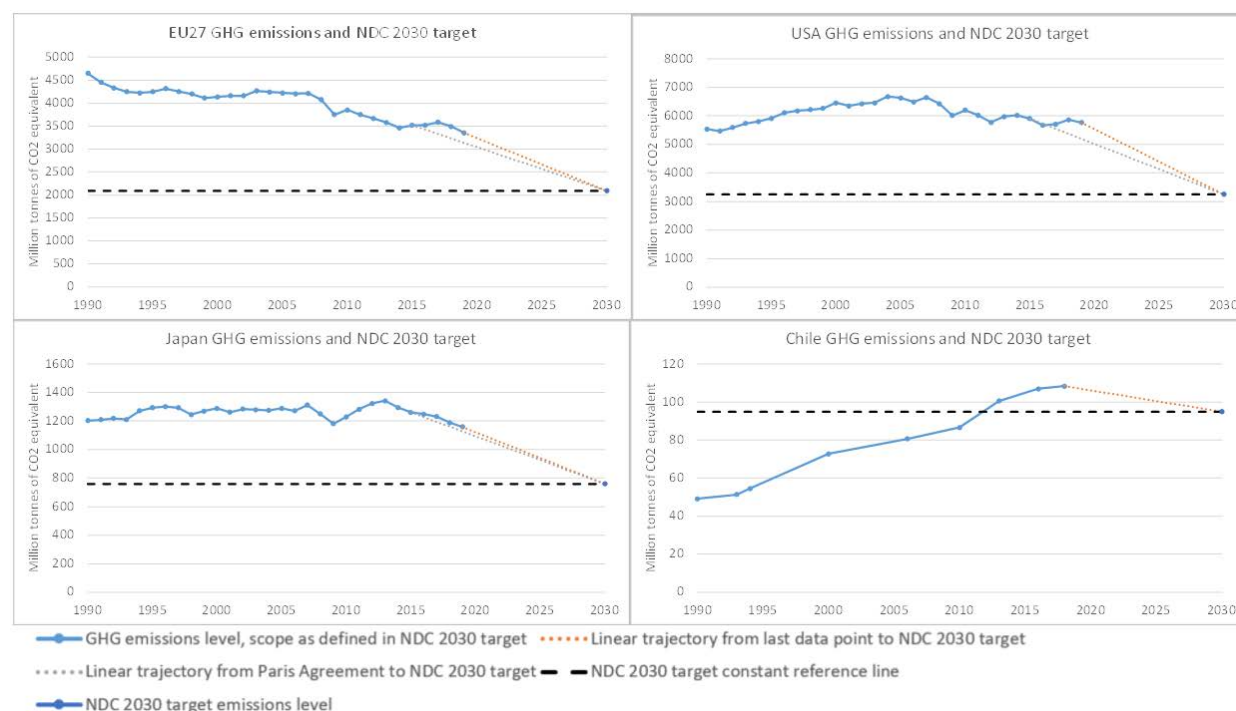 EU27 GHG emissions and NDC 2030 target
Million tonnes of CO2 equivalent
5000
4500
4000
3500
3000
2500
2000
1500
1000
500
0
1990 1995 2000 2005 2010 2015 2020 2025 2030
USA GHG emissions and NDC 2030 target
Million tonnes of CO2 equivalent
8000
7000
6000
5000
4000
3000
2000
1000
0
1990 1995 2000 2005 2010 2015 2020 2025 2030
Japan GHG emissions and NDC 2030 target
Million tonnes of CO2 equivalent
1600
1400
1200
1000
800
600
400
200
0
1990 1995 2000 2005 2010 2015 2020 2025 2030
Chile GHG emissions and NDC 2030 target
Million tonnes of CO2 equivalent
120
100
80
60
40
20
0
1990 1995 2000 2005 2010 2015 2020 2025 2030
GHG emissions level, scope as defined in NDC 2030 target
Linear trajectory from last data point to NDC 2030 target
Linear trajectory from Paris Agreement to NDC 2030 target
NDC 2030 target constant reference line
NDC 2030 target emissions level